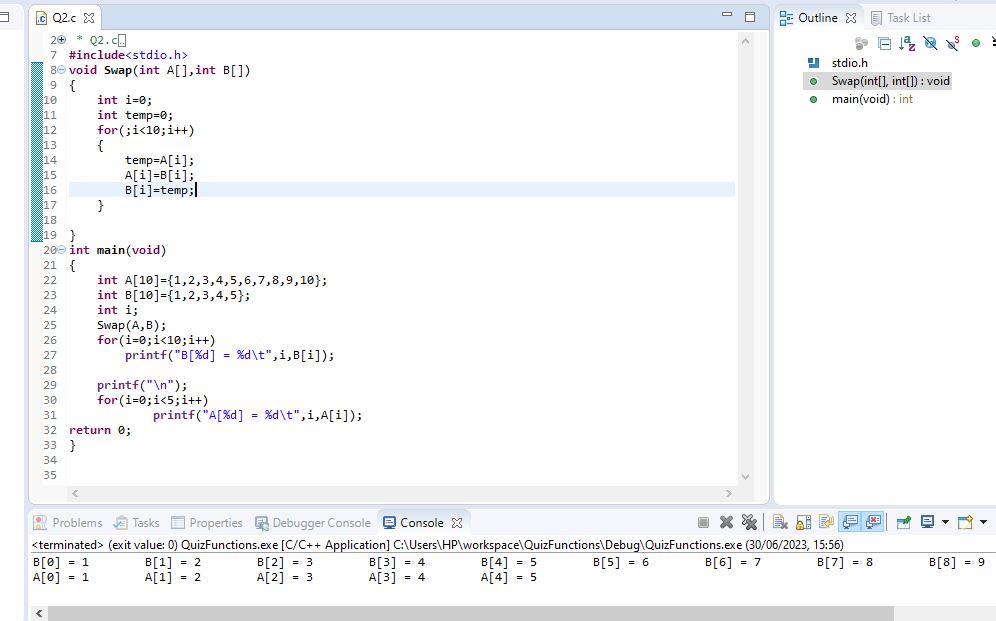 Q2.c
Outline
Task List
2 * Q2.c
7 #include<stdio.h>
8 void Swap(int A[],int B[])
9 {
10     int i=0;
11     int temp=0;
12     for(;i<10;i++)
13     {
14         temp=A[i];
15         A[i]=B[i];
16         B[i]=temp;
17     }
18
19 }
20 int main(void)
21 {
22     int A[10]={1,2,3,4,5,6,7,8,9,10};
23     int B[10]={1,2,3,4,5};
24     int i;
25     Swap(A,B);
26     for(i=0;i<10;i++)
27         printf("B[%d] = %d\t",i,B[i]);
28
29     printf("\n");
30     for(i=0;i<5;i++)
31             printf("A[%d] = %d\t",i,A[i]);
32 return 0;
33 }
34
35
stdio.h
Swap(int[], int[]) : void
main(void) : int
Problems Tasks Properties Debugger Console Console
<terminated> (exit value: 0) QuizFunctions.exe [C/C++ Application] C:\Users\HP\workspace\QuizFunctions\Debug\QuizFunctions.exe (30/06/2023, 15:56)
B[0] = 1 B[1] = 2 B[2] = 3 B[3] = 4 B[4] = 5 B[5] = 6 B[6] = 7 B[7] = 8 B[8] = 9
A[0] = 1 A[1] = 2 A[2] = 3 A[3] = 4 A[4] = 5